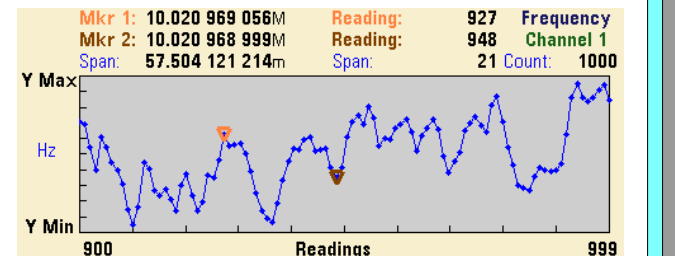 Mkr 1: 10.020 969 056M Reading: 927 Frequency
Mkr 2: 10.020 968 999M Reading: 948 Channel 1
Span: 57.504 121 214m Span: 21 Count: 1000
Y Max
Hz
Y Min
900 Readings 999